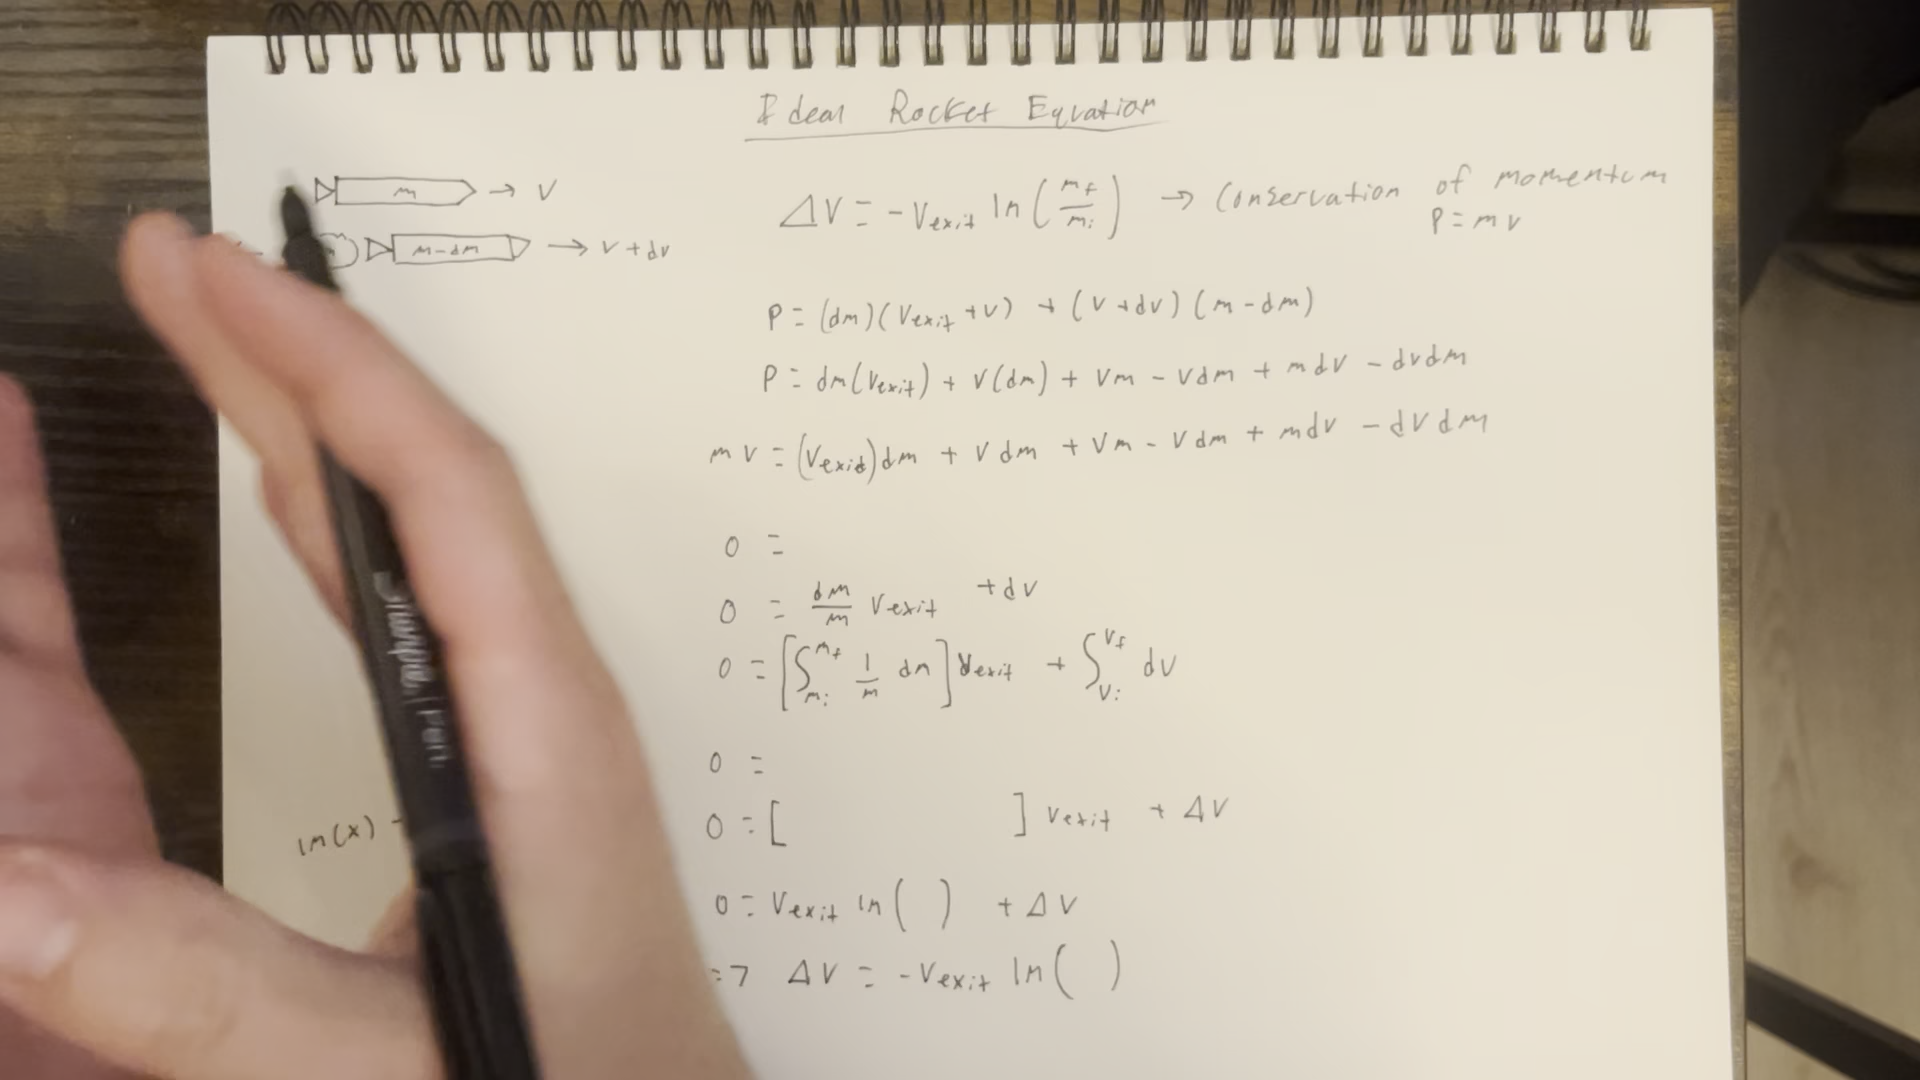 Ideal Rocket Equation
m → V
m-dm → V + dV
ΔV = -Vexit ln(mf/mi) → Conservation of momentum
P = mv
P = (dm)(Vexit + V) + (V + dV)(m - dm)
P = dm(Vexit) + V(dm) + Vm - Vdm + mdV - dVdm
mV = (Vexit)dm + Vdm + Vm - Vdm + mdV - dVdm
0 =
0 = dm/m Vexit + dV
0 = [∫mi^mf 1/m dm] Vexit + ∫Vi^Vf dV
0 =
ln(x)
0 = [ ] Vexit + ΔV
0 = Vexit ln( ) + ΔV
=> ΔV = -Vexit ln( )
Sharpie Pen